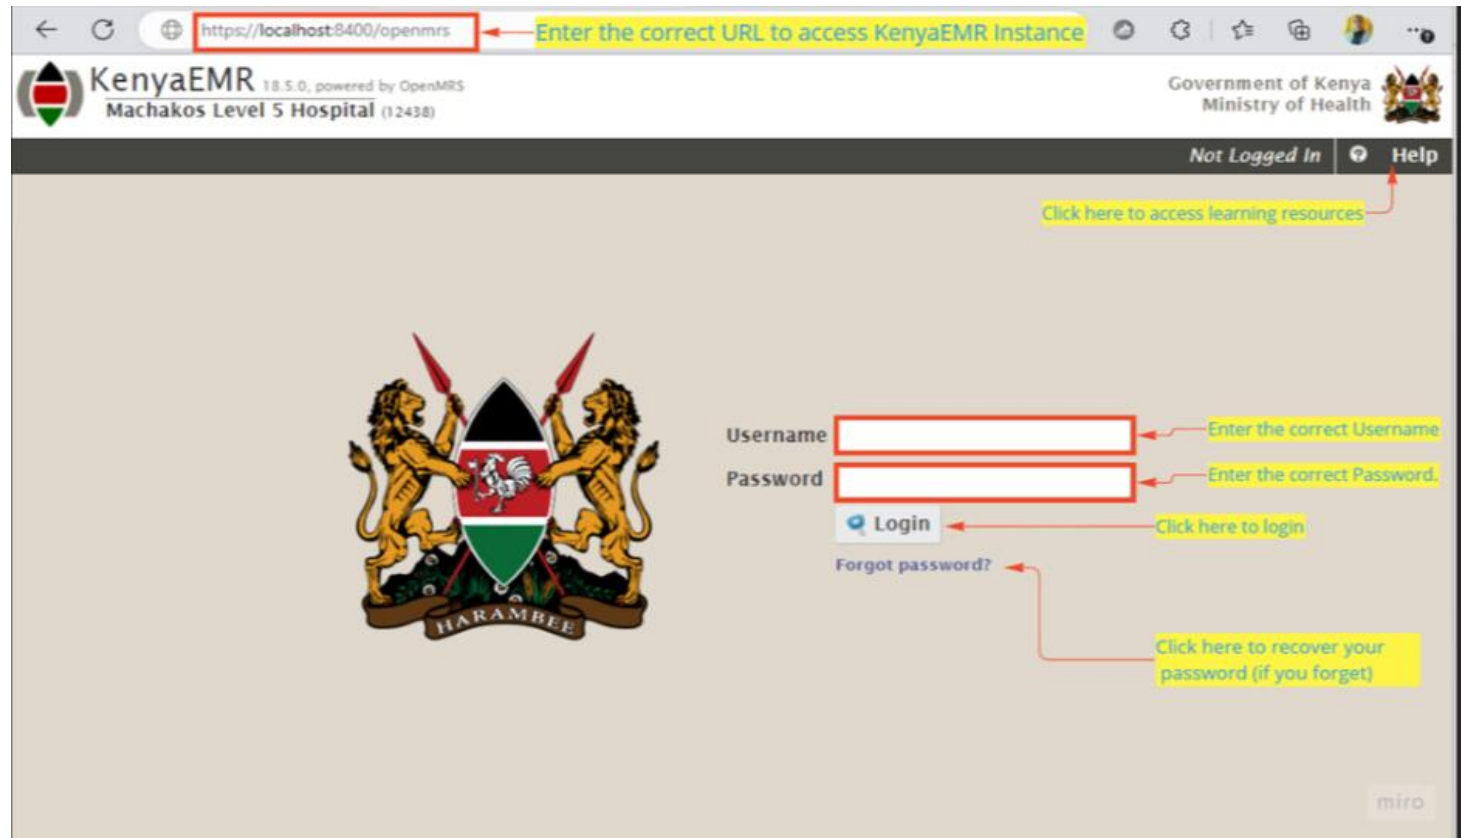 https://localhost:8400/openmrs
Enter the correct URL to access KenyaEMR Instance
KenyaEMR 18.5.0, powered by OpenMRS
Machakos Level 5 Hospital (12438)
Government of Kenya
Ministry of Health
Not Logged In
Help
Click here to access learning resources
Username
Enter the correct Username
Password
Enter the correct Password.
Login
Click here to login
Forgot password?
HARAMBEE
Click here to recover your
password (if you forget)
miro